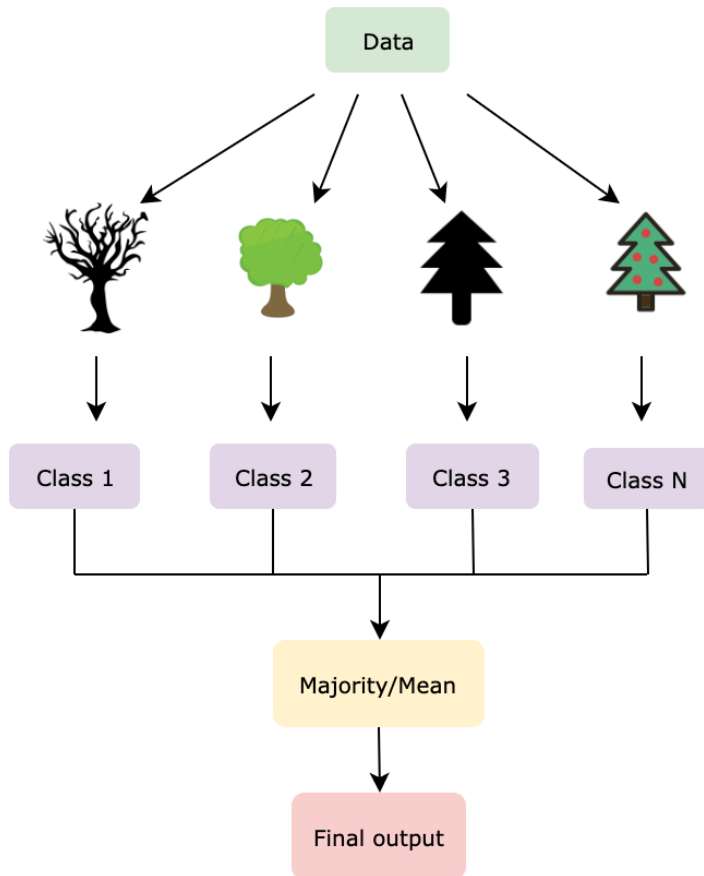 Data
Class 1
Class 2
Class 3
Class N
Majority/Mean
Final output